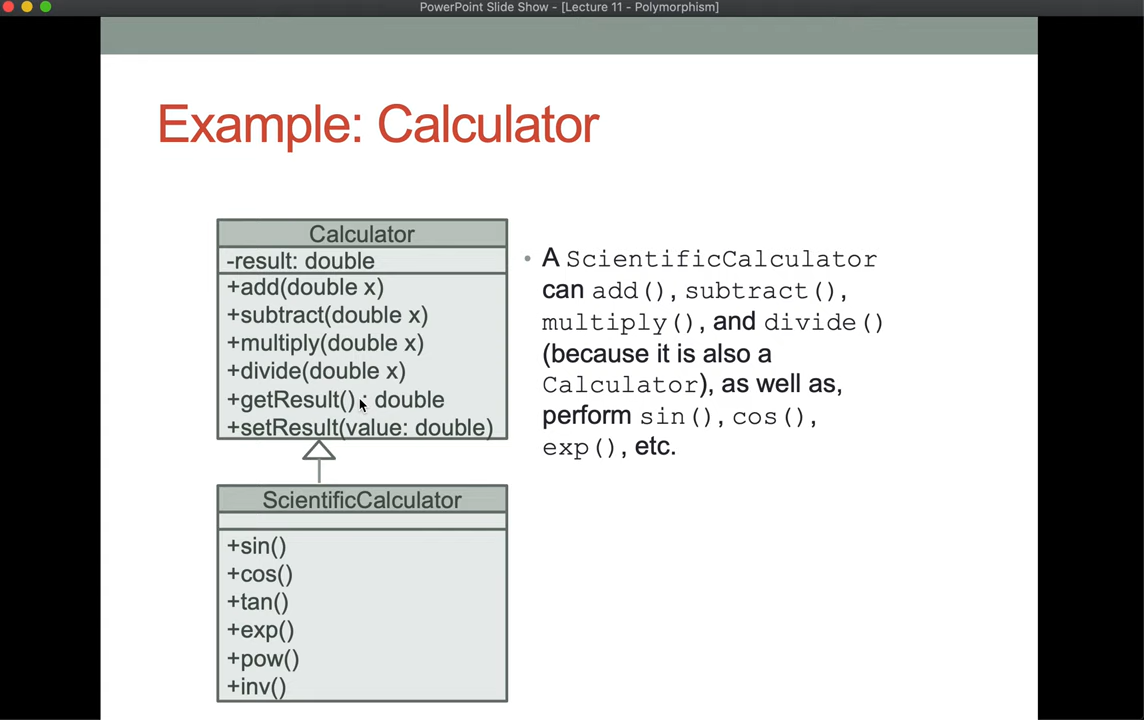 PowerPoint Slide Show - [Lecture 11 - Polymorphism]
Example: Calculator
Calculator
-result: double
+add(double x)
+subtract(double x)
+multiply(double x)
+divide(double x)
+getResult() : double
+setResult(value: double)
ScientificCalculator
+sin()
+cos()
+tan()
+exp()
+pow()
+inv()
• A ScientificCalculator
can add(), subtract(),
multiply(), and divide()
(because it is also a
Calculator), as well as,
perform sin(), cos(),
exp(), etc.